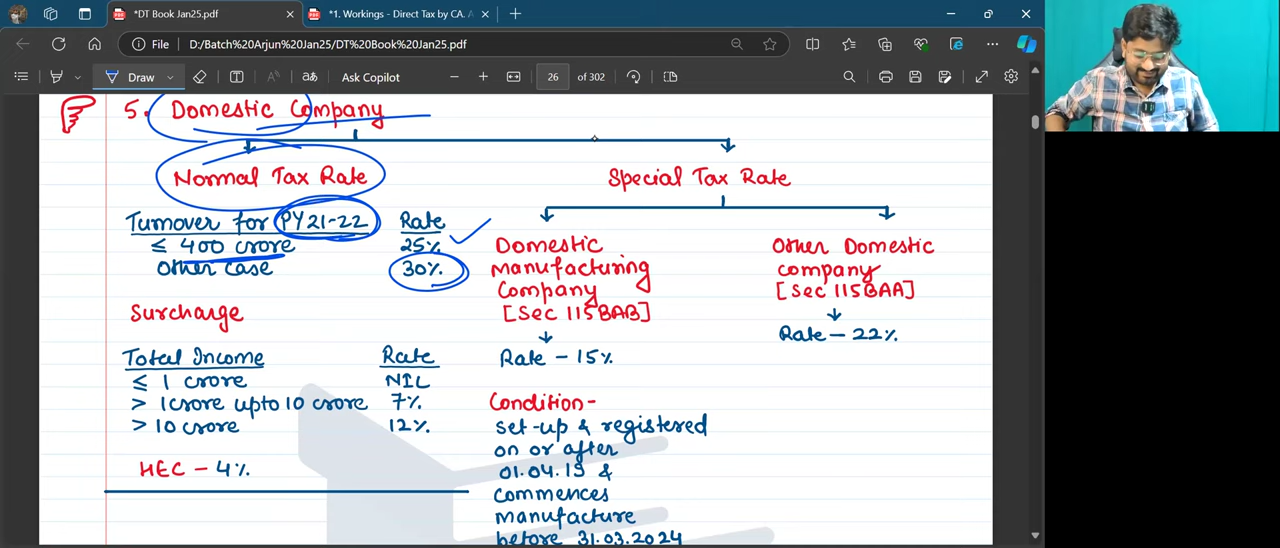 *DT Book Jan25.pdf
*1. Workings - Direct Tax by CA. A
File
D:/Batch%20Arjun%20Jan25/DT%20Book%20Jan25.pdf
Draw
Ask Copilot
26 of 302
5. Domestic Company
Normal Tax Rate
Special Tax Rate
Turnover for PY21-22 Rate
≤ 400 crore 25%
Other case 30%
Surcharge
Total Income Rate
≤ 1 crore NIL
> 1 crore upto 10 crore 7%
> 10 crore 12%
HEC - 4%
Domestic
manufacturing
Company
[Sec 115BAB]
Rate - 15%
Condition-
set-up & registered
on or after
01.04.19 &
commences
manufacture
before 31.03.2024
Other Domestic
company
[Sec 115BAA]
Rate - 22%